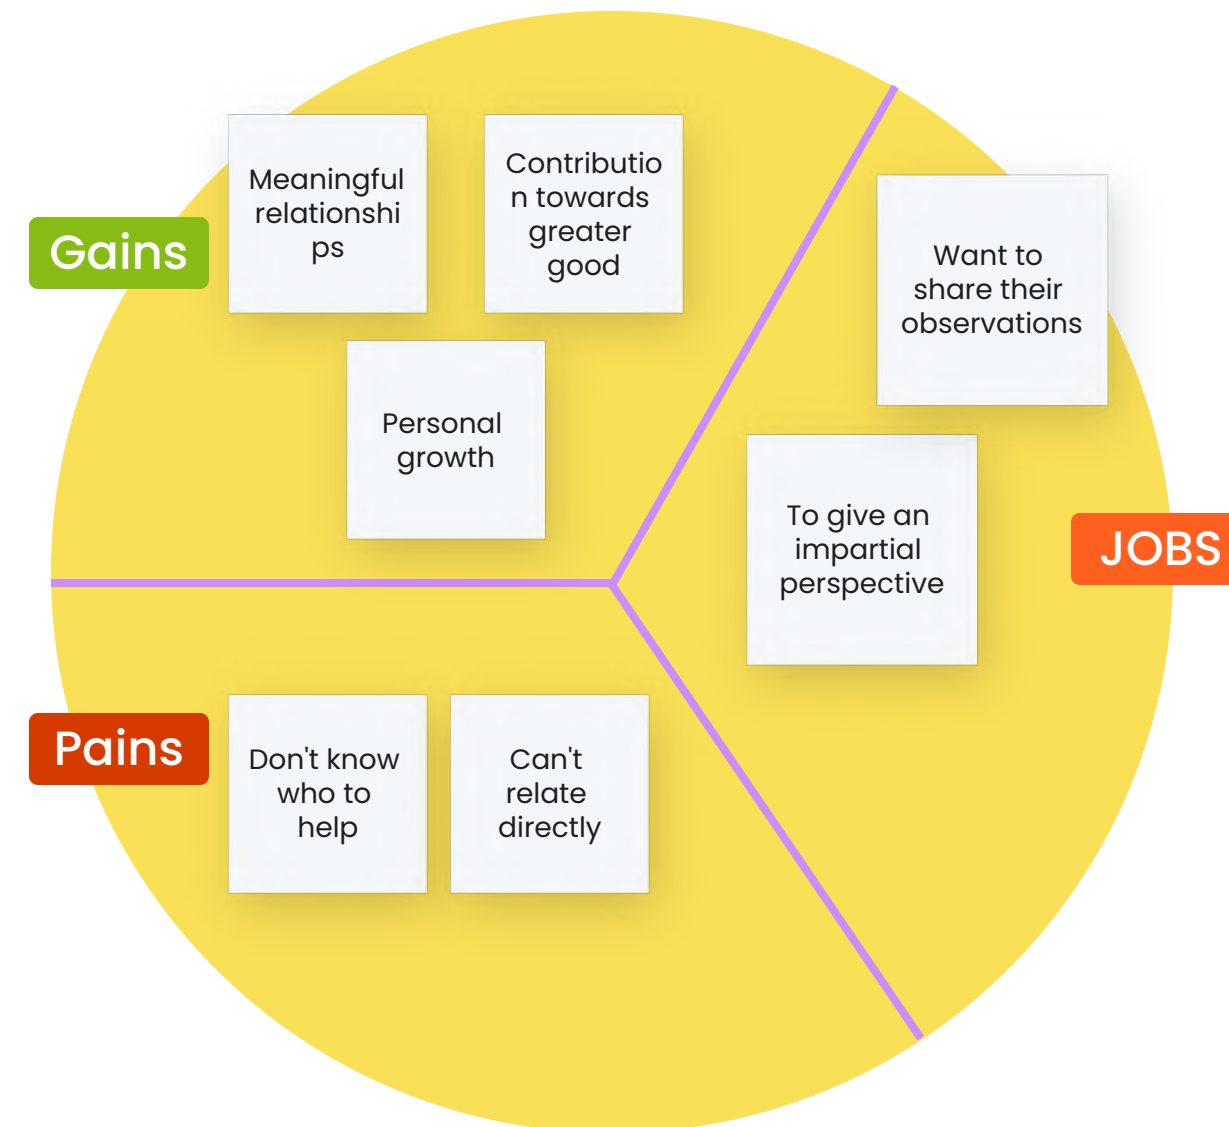 Gains
Meaningful
relationshi
ps
Contributio
n towards
greater
good
Personal
growth
Want to
share their
observations
To give an
impartial
perspective
JOBS
Pains
Don't know
who to
help
Can't
relate
directly